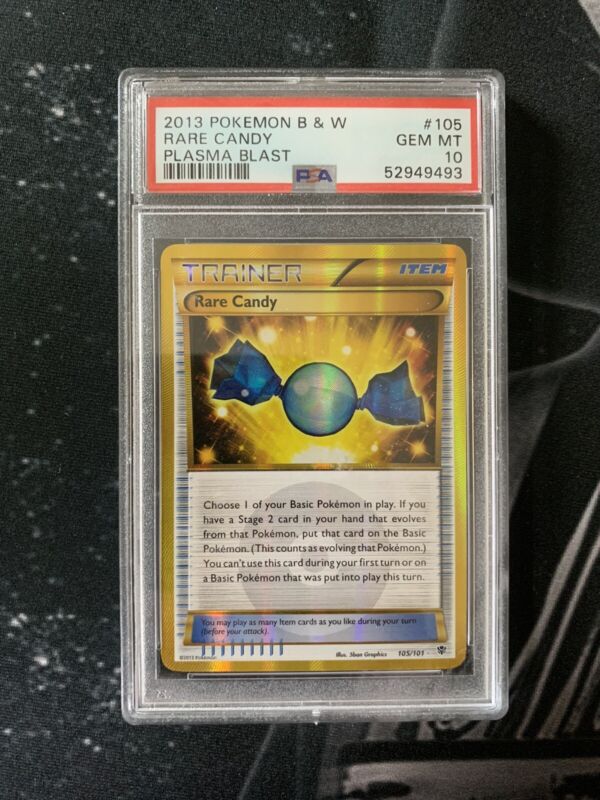 2013 POKEMON B & W #105
RARE CANDY GEM MT
PLASMA BLAST 10
PSA 52949493
TRAINER ITEM
Rare Candy
Choose 1 of your Basic Pokémon in play. If you
have a Stage 2 card in your hand that evolves
from that Pokémon, put that card on the Basic
Pokémon. (This counts as evolving that Pokémon.)
You can't use this card during your first turn or on
a Basic Pokémon that was put into play this turn.
You may play as many Item cards as you like during your turn
(before your attack).
©2013 Pokémon Illus. 5ban Graphics 105/101